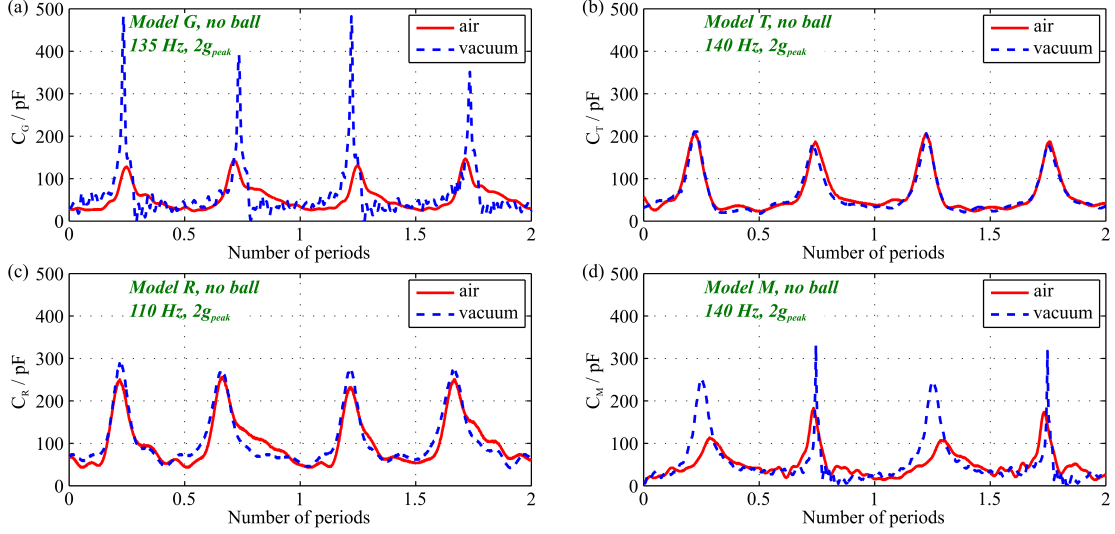 (a)
Model G, no ball
135 Hz, 2gpeak
air
vacuum
500
400
300
200
100
0
C_G / pF
0
0.5
1
1.5
2
Number of periods
(b)
Model T, no ball
140 Hz, 2gpeak
air
vacuum
500
400
300
200
100
0
C_T / pF
0
0.5
1
1.5
2
Number of periods
(c)
Model R, no ball
110 Hz, 2gpeak
air
vacuum
500
400
300
200
100
0
C_R / pF
0
0.5
1
1.5
2
Number of periods
(d)
Model M, no ball
140 Hz, 2gpeak
air
vacuum
500
400
300
200
100
0
C_M / pF
0
0.5
1
1.5
2
Number of periods